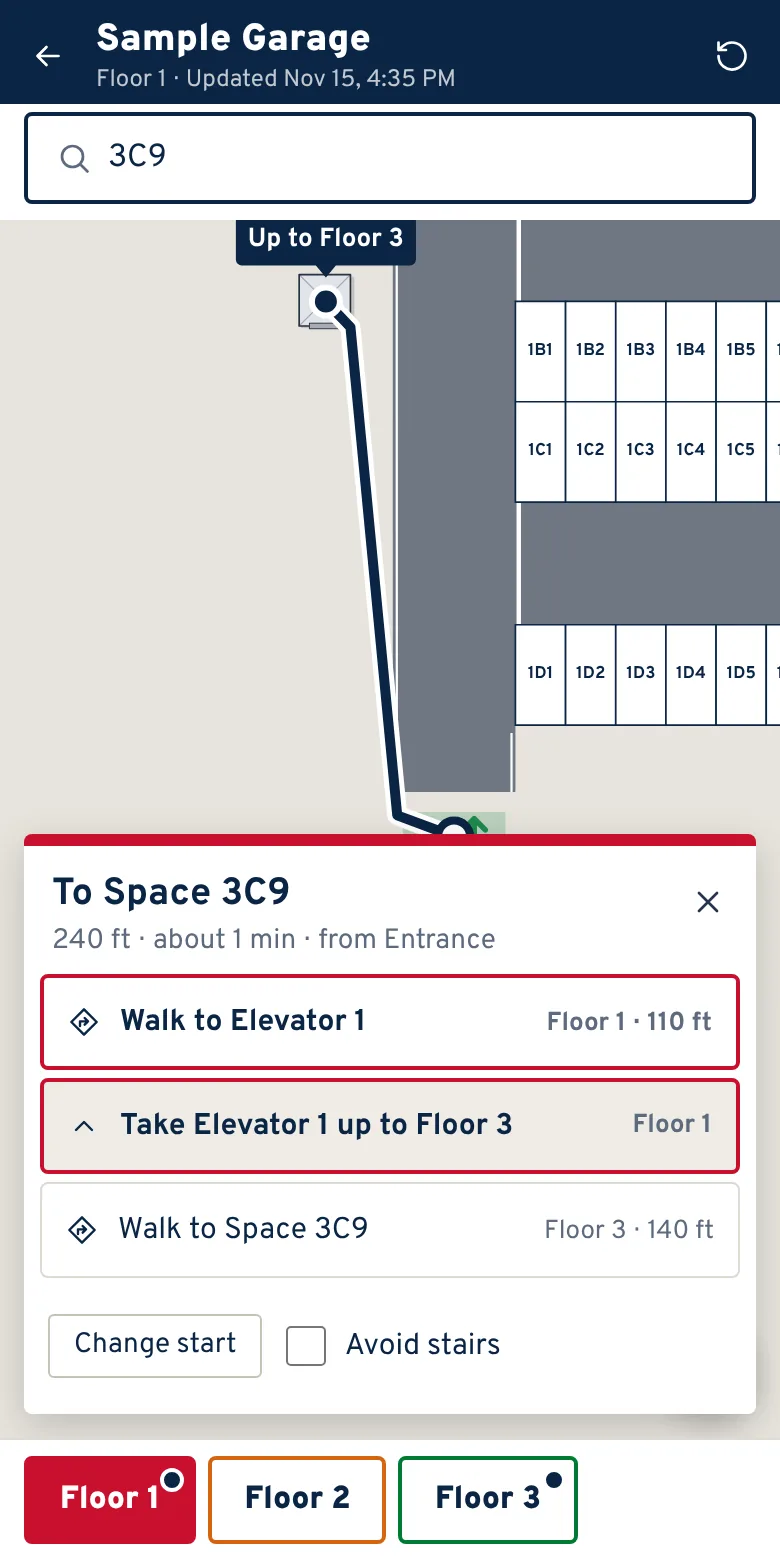 Sample Garage
Floor 1 · Updated Nov 15, 4:35 PM
3C9
Up to Floor 3
1B1 1B2 1B3 1B4 1B5
1C1 1C2 1C3 1C4 1C5
1D1 1D2 1D3 1D4 1D5
To Space 3C9
240 ft · about 1 min · from Entrance
Walk to Elevator 1 Floor 1 · 110 ft
Take Elevator 1 up to Floor 3 Floor 1
Walk to Space 3C9 Floor 3 · 140 ft
Change start Avoid stairs
Floor 1 Floor 2 Floor 3